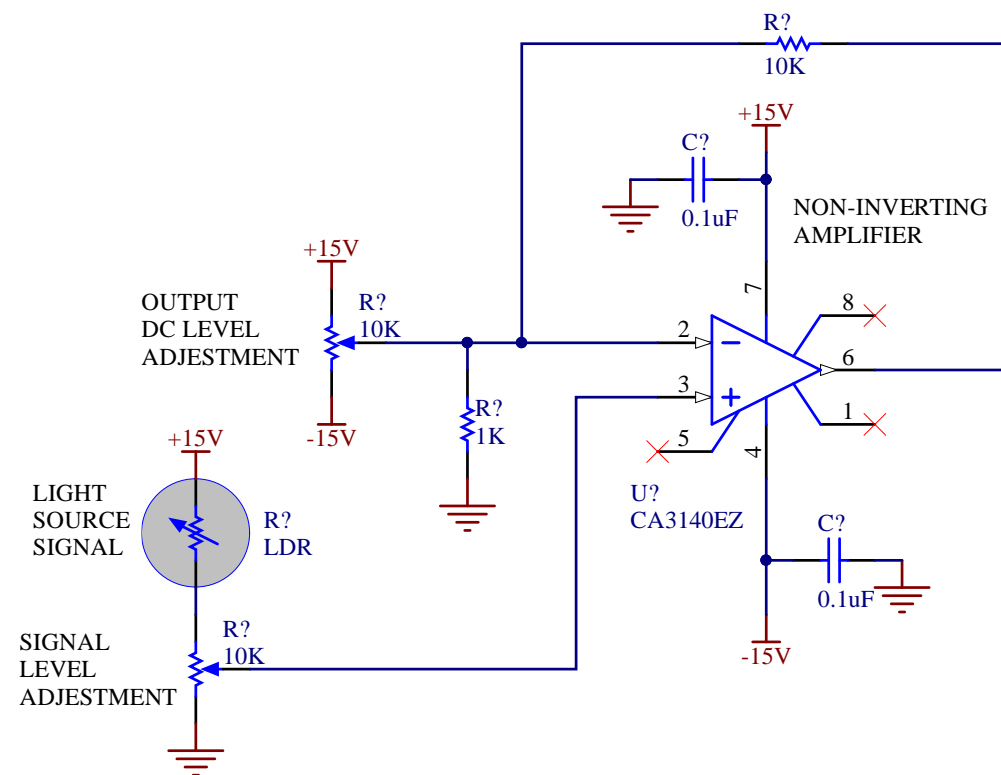 R?
10K
+15V
C?
0.1uF
NON-INVERTING
AMPLIFIER
+15V
OUTPUT
DC LEVEL
ADJESTMENT
R?
10K
-15V
7
8
2
6
3
1
5
4
R?
1K
U?
CA3140EZ
+15V
LIGHT
SOURCE
SIGNAL
R?
LDR
C?
0.1uF
-15V
SIGNAL
LEVEL
ADJESTMENT
R?
10K